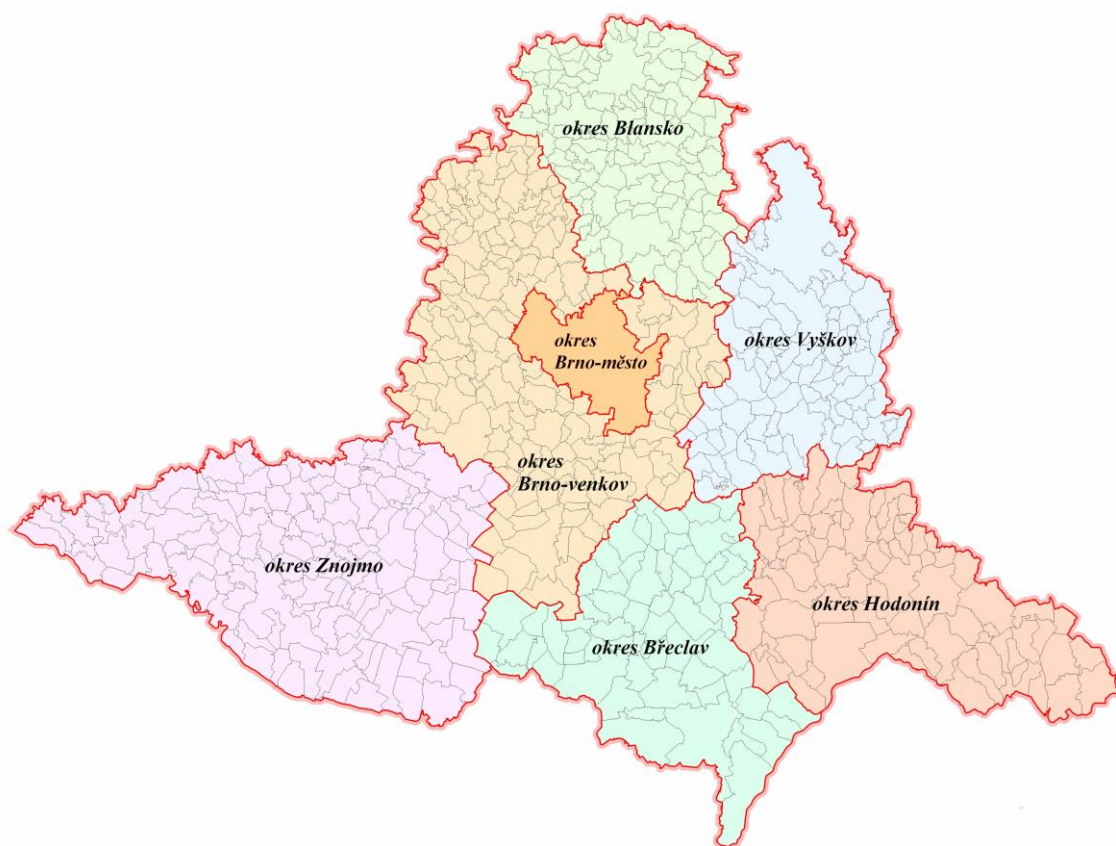 okres Blansko
okres
Brno-město
okres Vyškov
okres
Brno-venkov
okres Znojmo
okres Hodonín
okres Břeclav